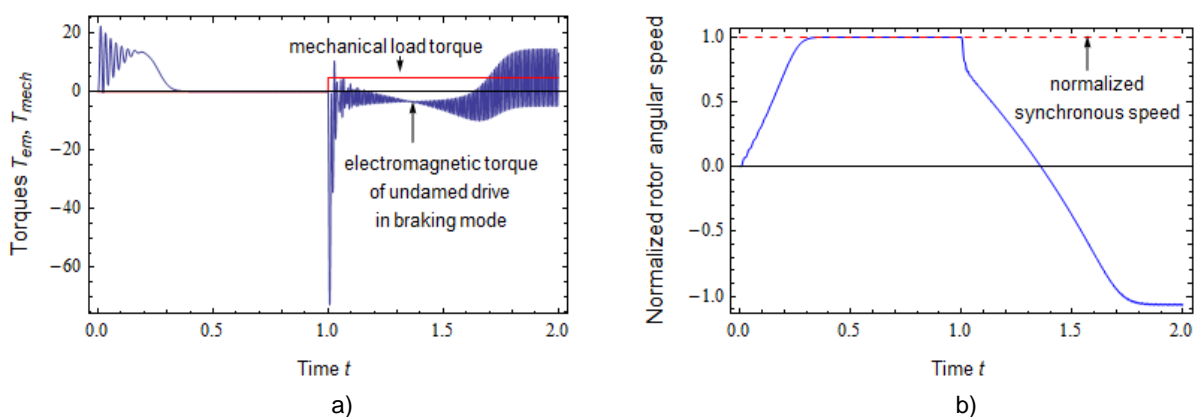 Torques T_em, T_mech
20
0
−20
−40
−60
mechanical load torque
electromagnetic torque
of undamed drive
in braking mode
0.0 0.5 1.0 1.5 2.0
Time t
a)
Normalized rotor angular speed
1.0
0.5
0.0
−0.5
−1.0
normalized
synchronous speed
0.0 0.5 1.0 1.5 2.0
Time t
b)